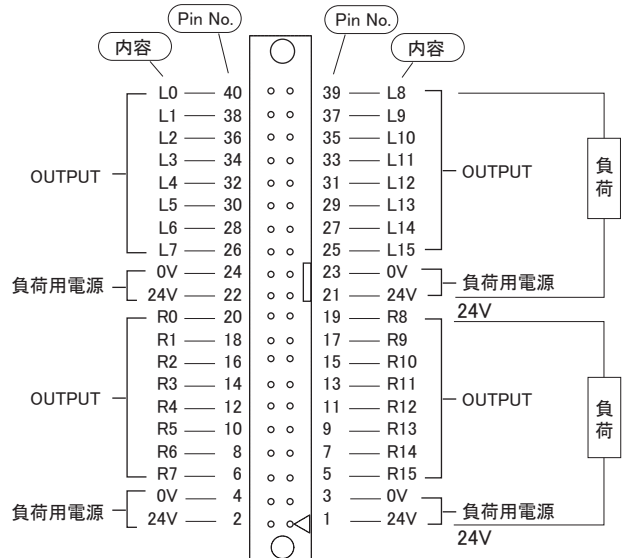 Pin No. Pin No.
内容 内容
L0 40 39 L8
L1 38 37 L9
L2 36 35 L10
L3 34 33 L11
OUTPUT OUTPUT 負荷
L4 32 31 L12
L5 30 29 L13
L6 28 27 L14
L7 26 25 L15
0V 24 23 0V
負荷用電源 負荷用電源
24V 22 21 24V
24V
R0 20 19 R8
R1 18 17 R9
R2 16 15 R10
R3 14 13 R11
OUTPUT OUTPUT 負荷
R4 12 11 R12
R5 10 9 R13
R6 8 7 R14
R7 6 5 R15
0V 4 3 0V
負荷用電源 負荷用電源
24V 2 1 24V
24V